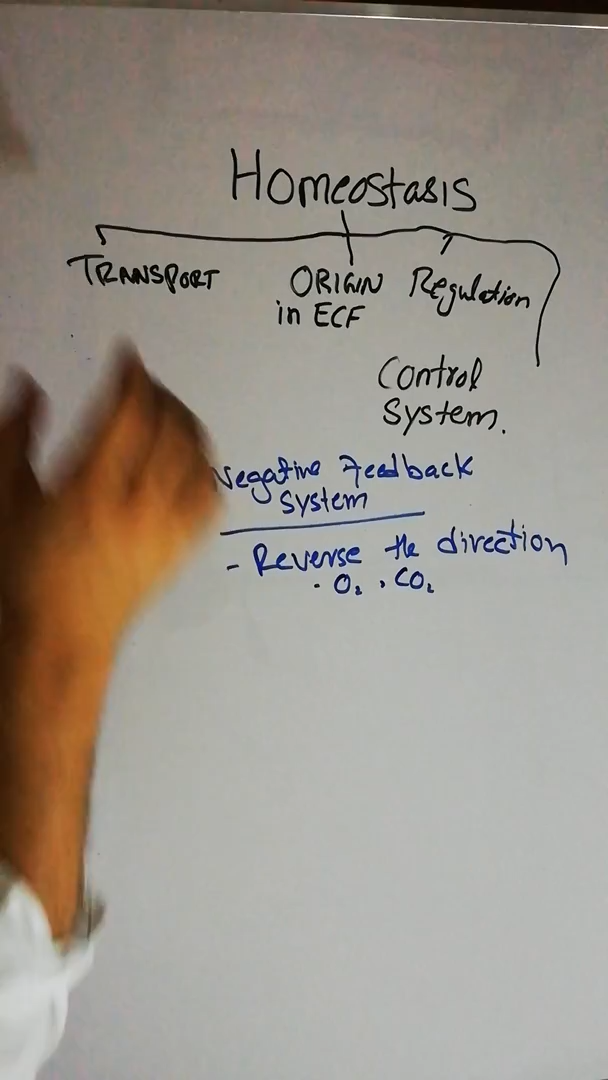 Homeostasis
TRANSPORT
ORIGIN
in ECF
Regulation
Control
System.
Negative Feedback
System
- Reverse the direction
· O₂ , CO₂